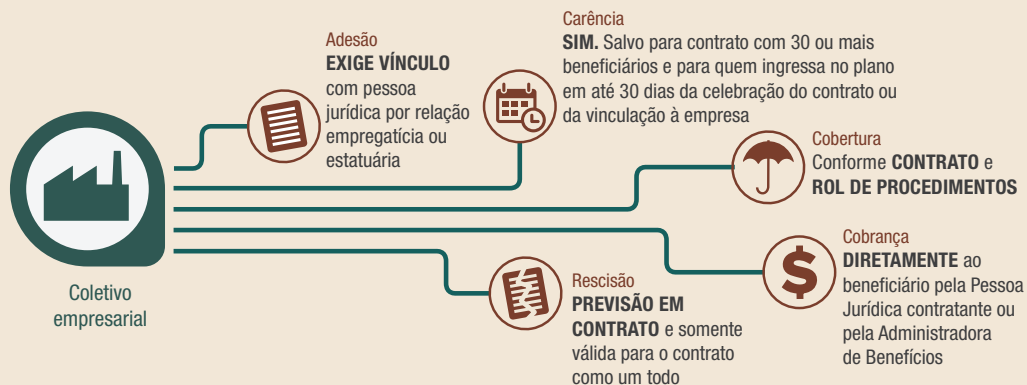 Adesão
EXIGE VÍNCULO
com pessoa
jurídica por relação
empregatícia ou
estatuária
Carência
SIM. Salvo para contrato com 30 ou mais
beneficiários e para quem ingressa no plano
em até 30 dias da celebração do contrato ou
da vinculação à empresa
Cobertura
Conforme CONTRATO e
ROL DE PROCEDIMENTOS
Cobrança
DIRETAMENTE ao
beneficiário pela Pessoa
Jurídica contratante ou
pela Administradora
de Benefícios
Rescisão
PREVISÃO EM
CONTRATO e somente
válida para o contrato
como um todo
Coletivo
empresarial